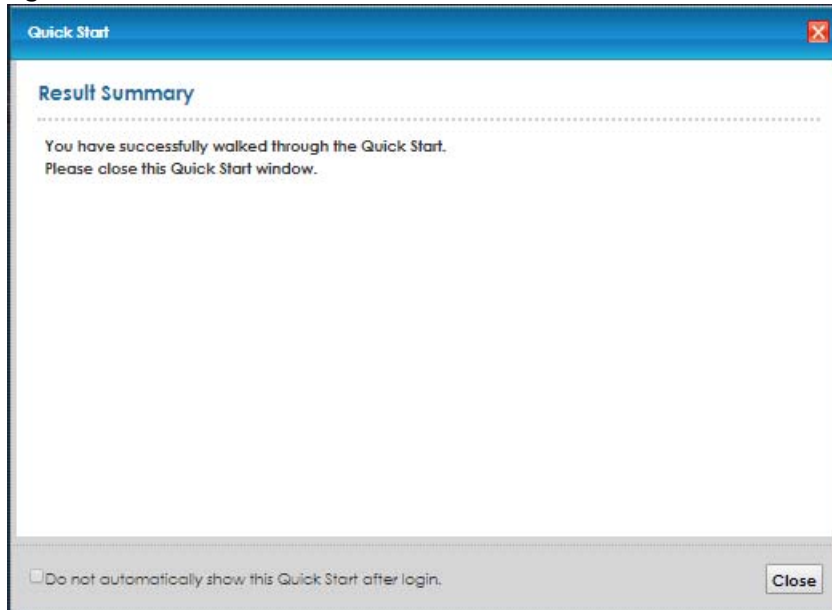 Quick Start
Result Summary
You have successfully walked through the Quick Start.
Please close this Quick Start window.
Do not automatically show this Quick Start after login.
Close